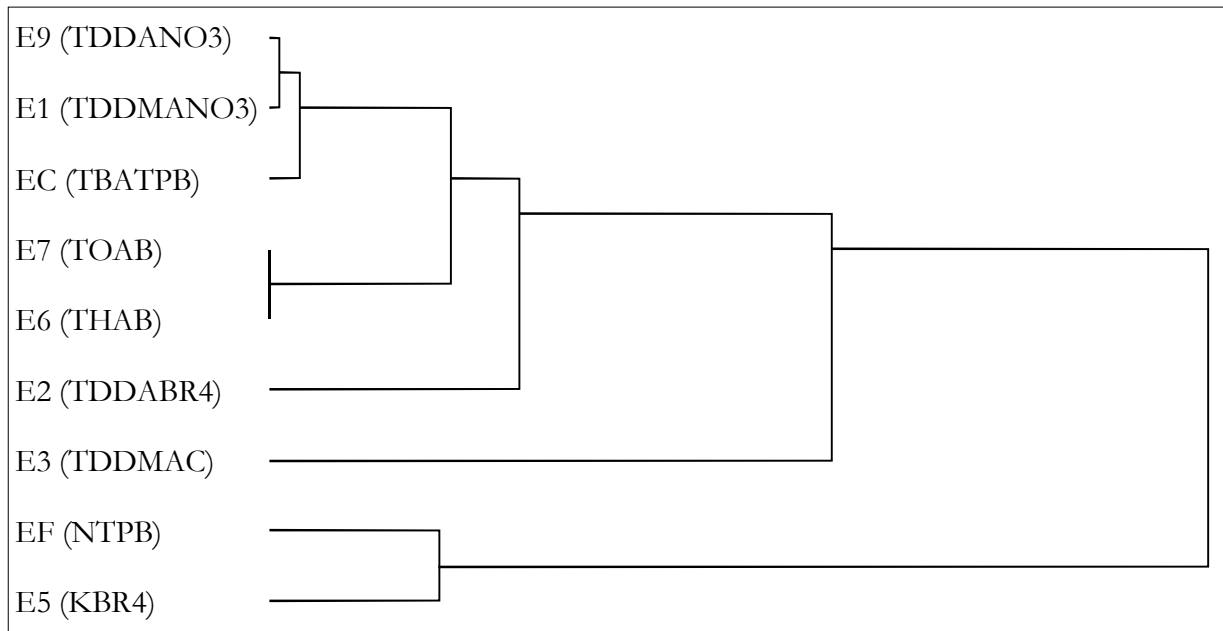 E9 (TDDANO3)
E1 (TDDMANO3)
EC (TBATPB)
E7 (TOAB)
E6 (THAB)
E2 (TDDABR4)
E3 (TDDMAC)
EF (NTPB)
E5 (KBR4)